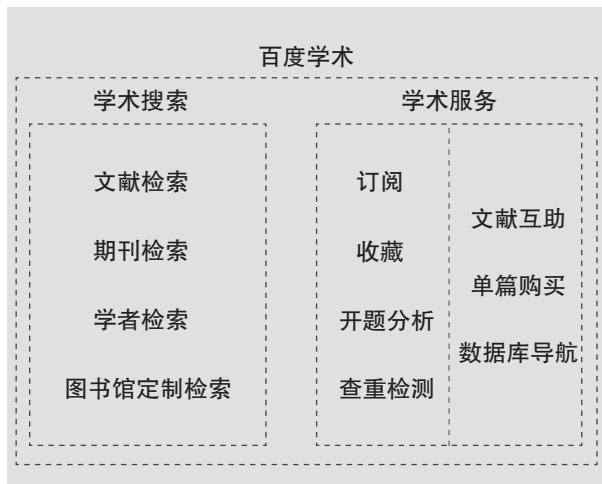 百度学术
学术搜索
文献检索
期刊检索
学者检索
图书馆定制检索
学术服务
订阅
收藏
开题分析
查重检测
文献互助
单篇购买
数据库导航